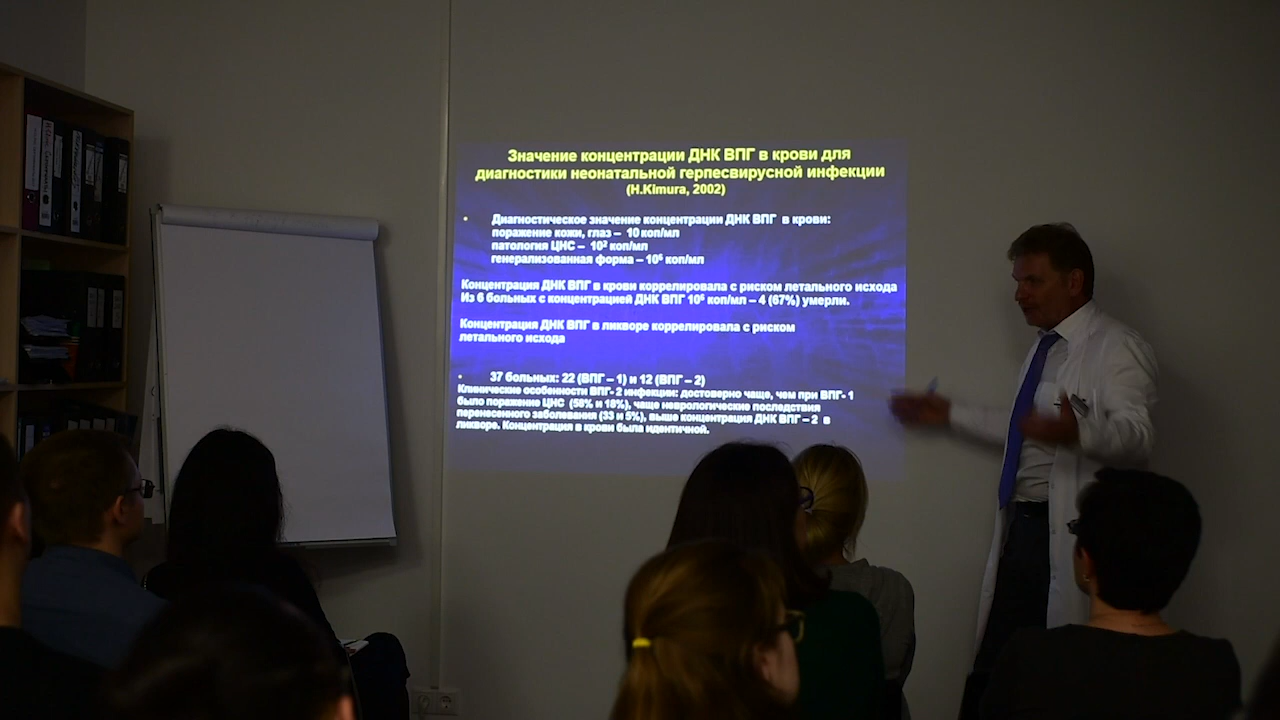 Значение концентрации ДНК ВПГ в крови для
диагностики неонатальной герпесвирусной инфекции
(H.Kimura, 2002)
• Диагностическое значение концентрации ДНК ВПГ в крови:
поражение кожи, глаз – 10 коп/мл
патология ЦНС – 10² коп/мл
генерализованная форма – 10⁶ коп/мл
Концентрация ДНК ВПГ в крови коррелировала с риском летального исхода
Из 6 больных с концентрацией ДНК ВПГ 10⁶ коп/мл – 4 (67%) умерли.
Концентрация ДНК ВПГ в ликворе коррелировала с риском
летального исхода
• 37 больных: 22 (ВПГ – 1) и 12 (ВПГ – 2)
Клинические особенности ВПГ- 2 инфекции: достоверно чаще, чем при ВПГ- 1
было поражение ЦНС (58% и 18%), чаще неврологические последствия
перенесенного заболевания (33 и 5%), выше концентрация ДНК ВПГ – 2 в
ликворе. Концентрация в крови была идентичной.